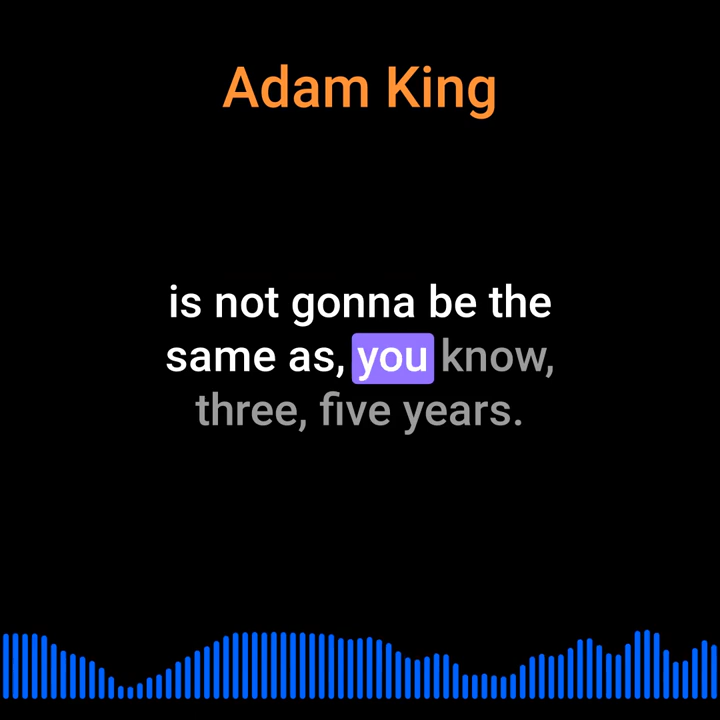 Adam King
is not gonna be the
same as, you know,
three, five years.